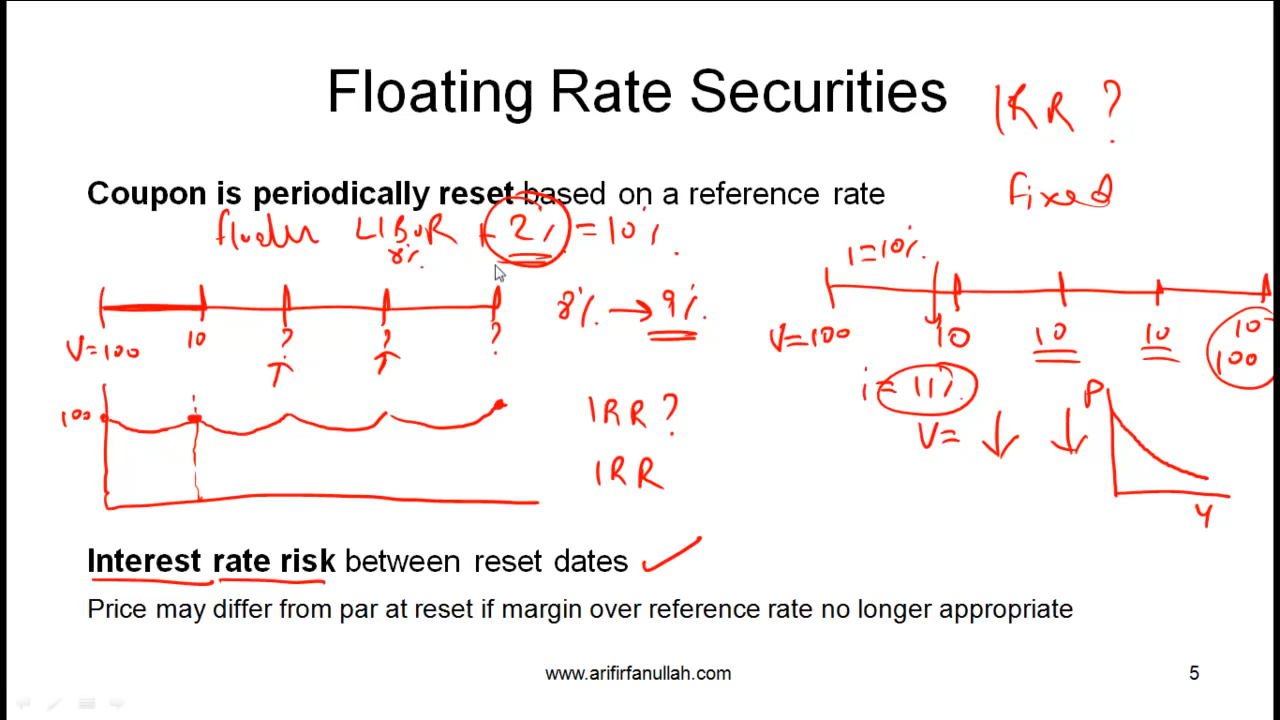 Floating Rate Securities
IRR ?
Coupon is periodically reset based on a reference rate
fixed
floater LIBOR + 2% = 10%.
8%.
i = 10%.
8% → 9%
V=100 10 ? ? ?
V=100 10 10 10 10
100
i = 11%
P
100
IRR ?
V= ↓ ↓
IRR
Y
Interest rate risk between reset dates ✓
Price may differ from par at reset if margin over reference rate no longer appropriate
www.arifirfanullah.com
5